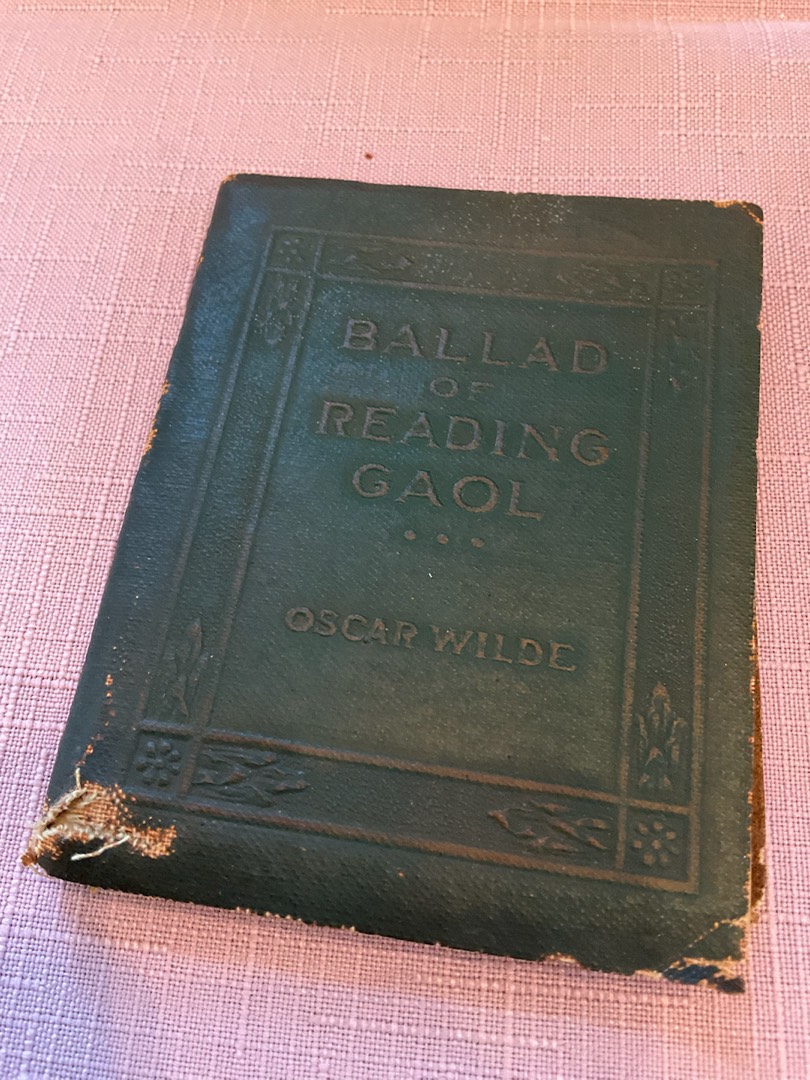 BALLAD
OF
READING
GAOL
OSCAR WILDE